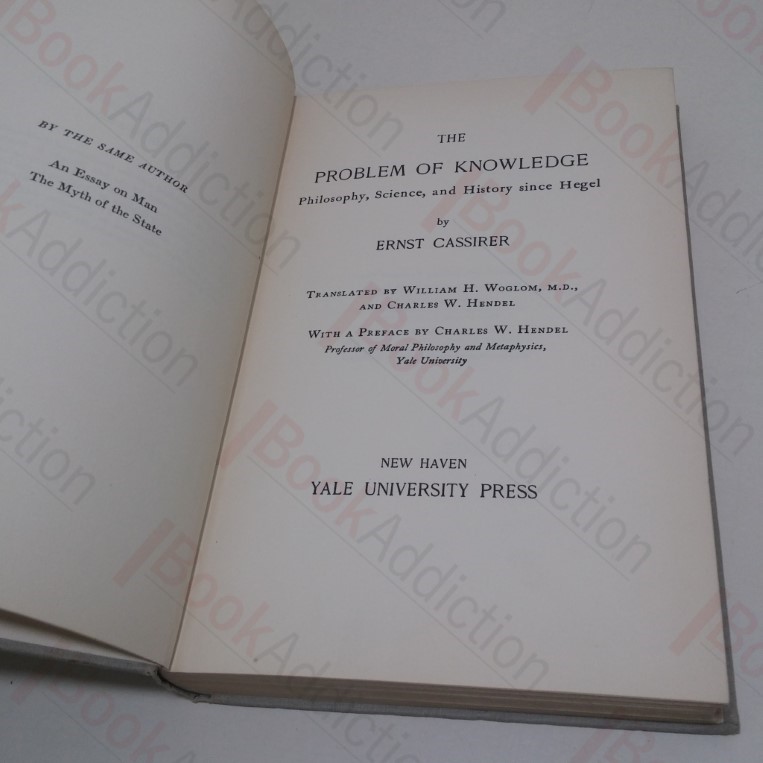 BY THE SAME AUTHOR
An Essay on Man
The Myth of the State
THE
PROBLEM OF KNOWLEDGE
Philosophy, Science, and History since Hegel
by
ERNST CASSIRER
TRANSLATED BY WILLIAM H. WOGLOM, M.D.,
AND CHARLES W. HENDEL
WITH A PREFACE BY CHARLES W. HENDEL
Professor of Moral Philosophy and Metaphysics,
Yale University
NEW HAVEN
YALE UNIVERSITY PRESS
BookAddiction